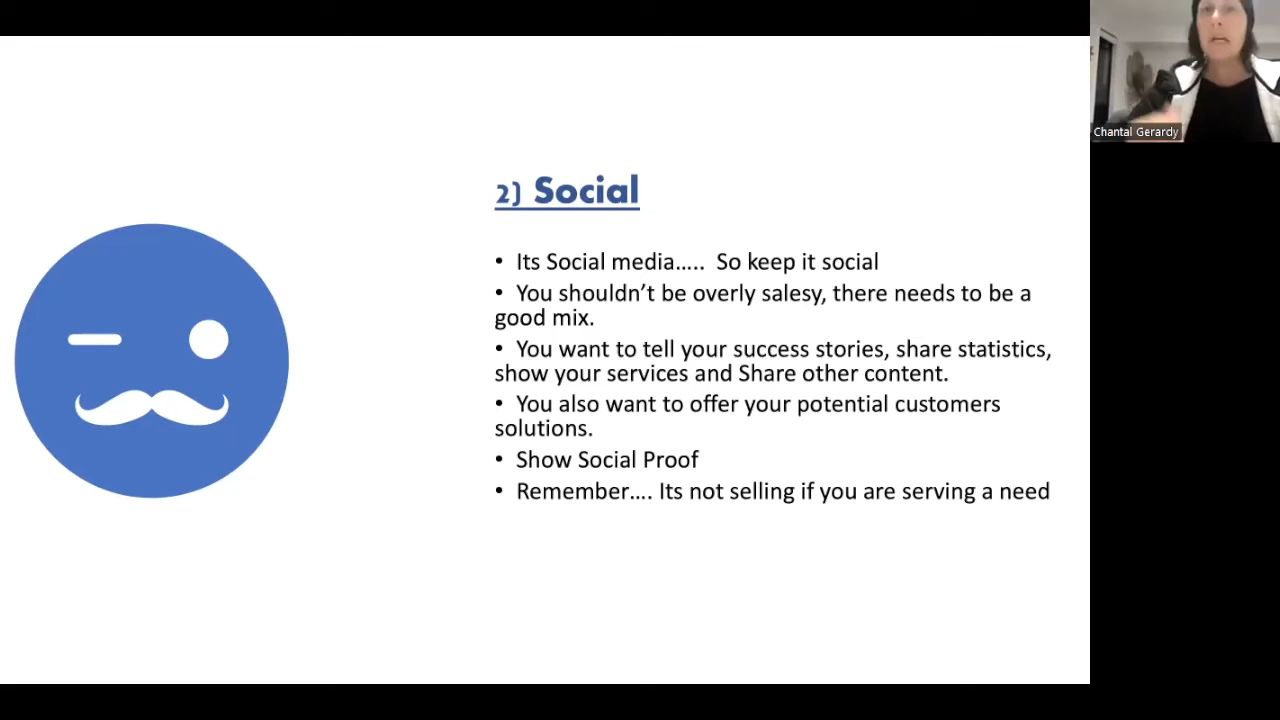 2) Social
• Its Social media….. So keep it social
• You shouldn’t be overly salesy, there needs to be a
good mix.
• You want to tell your success stories, share statistics,
show your services and Share other content.
• You also want to offer your potential customers
solutions.
• Show Social Proof
• Remember…. Its not selling if you are serving a need
Chantal Gerardy